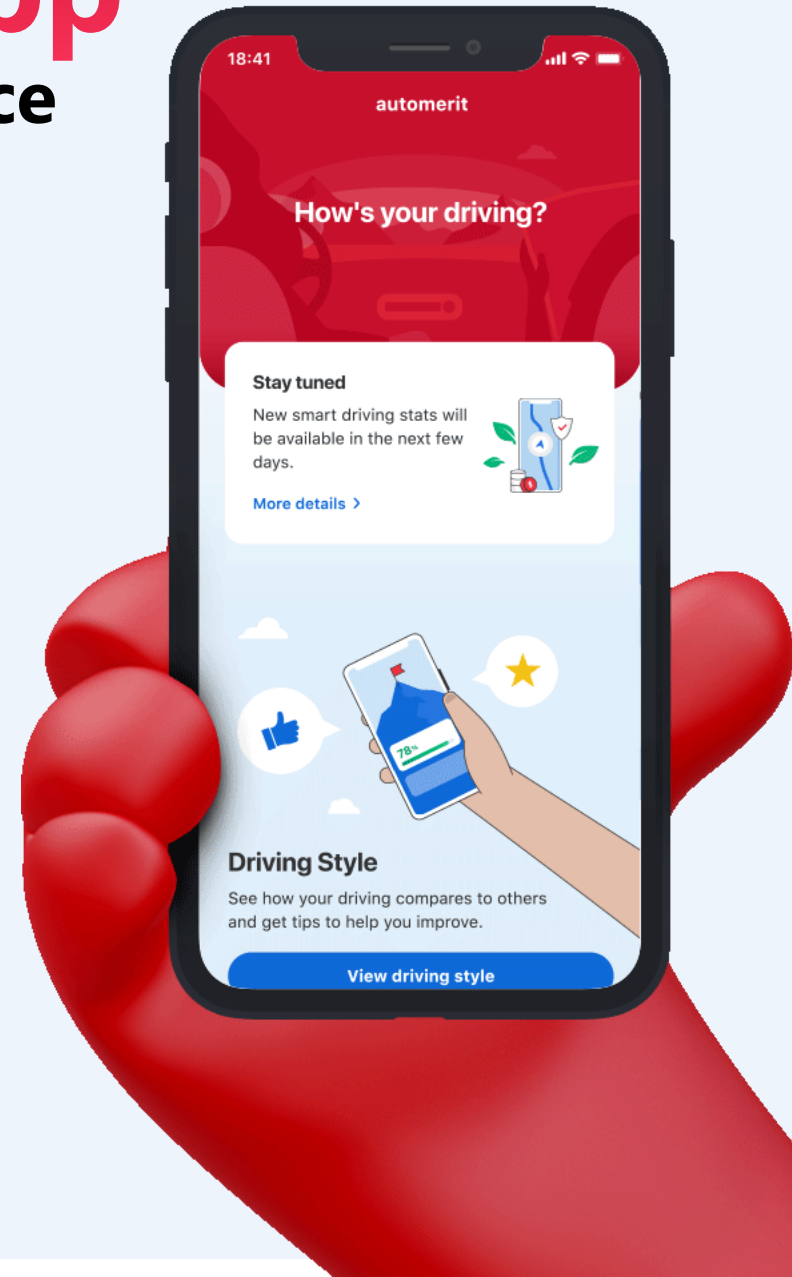 ce
18:41
automerit
How's your driving?
Stay tuned
New smart driving stats will
be available in the next few
days.
More details
78%
Driving Style
See how your driving compares to others
and get tips to help you improve.
View driving style